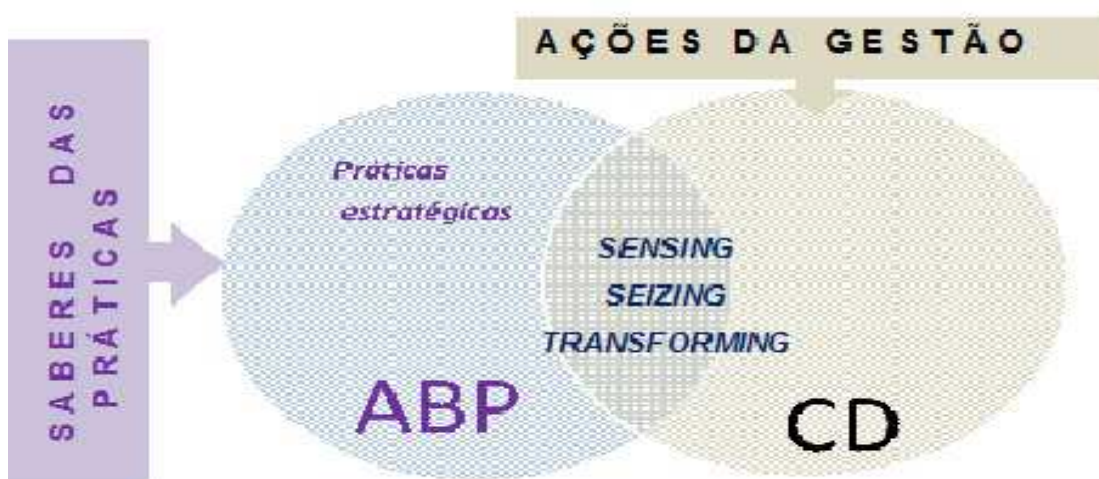 AÇÕES DA GESTÃO
SABERES DAS
PRÁTICAS
Práticas
estratégicas
SENSING
SEIZING
TRANSFORMING
ABP
CD